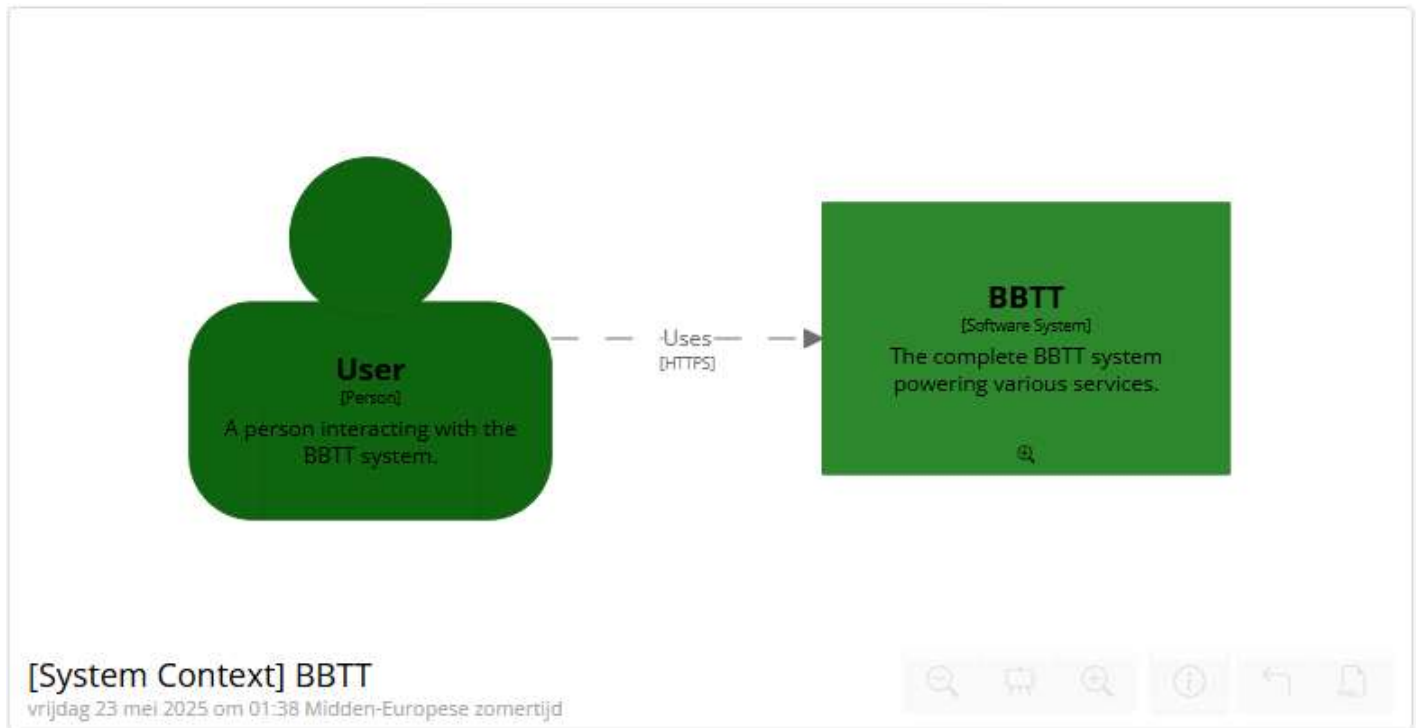 User
[Person]
A person interacting with the
BBTT system.
Uses
[HTTPS]
BBTT
[Software System]
The complete BBTT system
powering various services.
[System Context] BBTT
vrijdag 23 mei 2025 om 01:38 Midden-Europese zomertijd